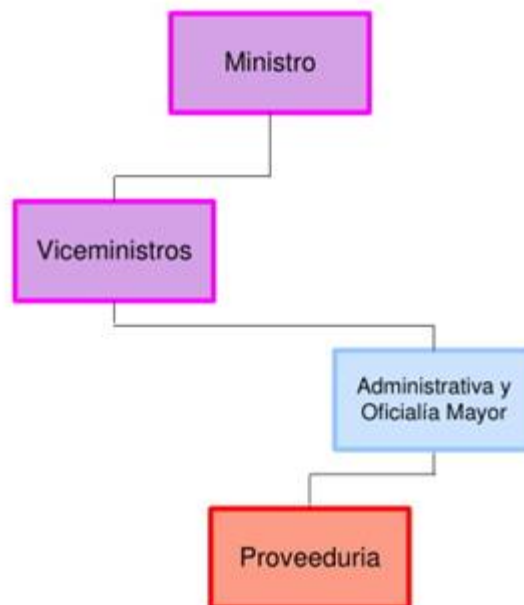 Ministro
Viceministros
Administrativa y
Oficialía Mayor
Proveeduria